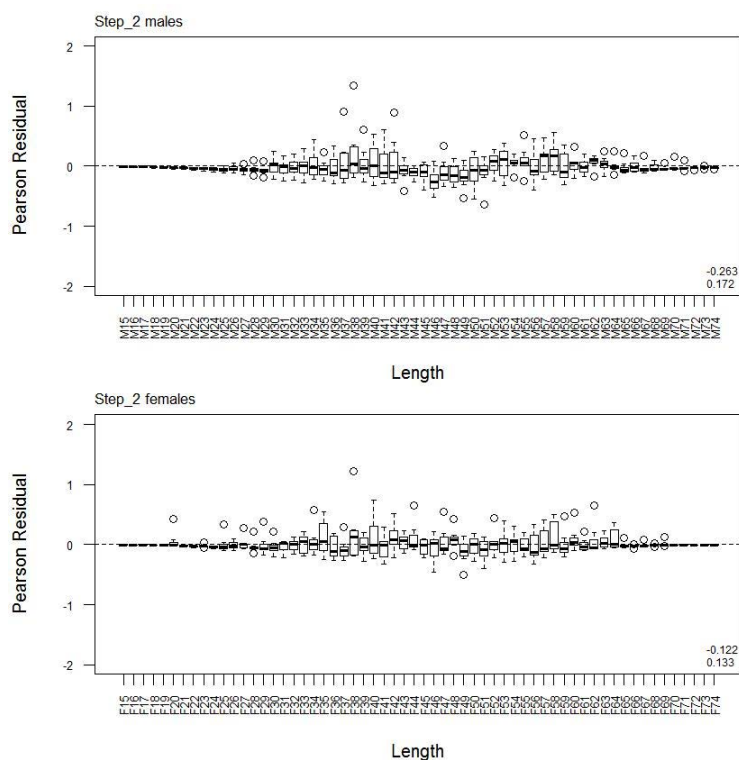 Step_2 males
Pearson Residual
2
1
0
-1
-2
-0.263
0.172
M15 M16 M17 M18 M19 M20 M21 M22 M23 M24 M25 M26 M27 M28 M29 M30 M31 M32 M33 M34 M35 M36 M37 M38 M39 M40 M41 M42 M43 M44 M45 M46 M47 M48 M49 M50 M51 M52 M53 M54 M55 M56 M57 M58 M59 M60 M61 M62 M63 M64 M65 M66 M67 M68 M69 M70 M71 M72 M73 M74
Length
Step_2 females
Pearson Residual
2
1
0
-1
-2
-0.122
0.133
F15 F16 F17 F18 F19 F20 F21 F22 F23 F24 F25 F26 F27 F28 F29 F30 F31 F32 F33 F34 F35 F36 F37 F38 F39 F40 F41 F42 F43 F44 F45 F46 F47 F48 F49 F50 F51 F52 F53 F54 F55 F56 F57 F58 F59 F60 F61 F62 F63 F64 F65 F66 F67 F68 F69 F70 F71 F72 F73 F74
Length